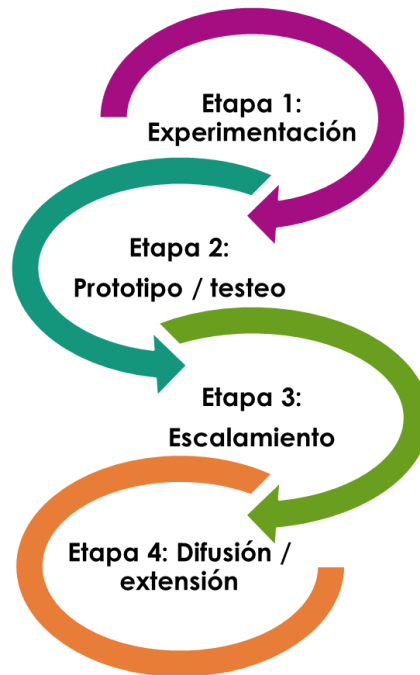 Etapa 1:
Experimentación
Etapa 2:
Prototipo / testeo
Etapa 3:
Escalamiento
Etapa 4: Difusión /
extensión